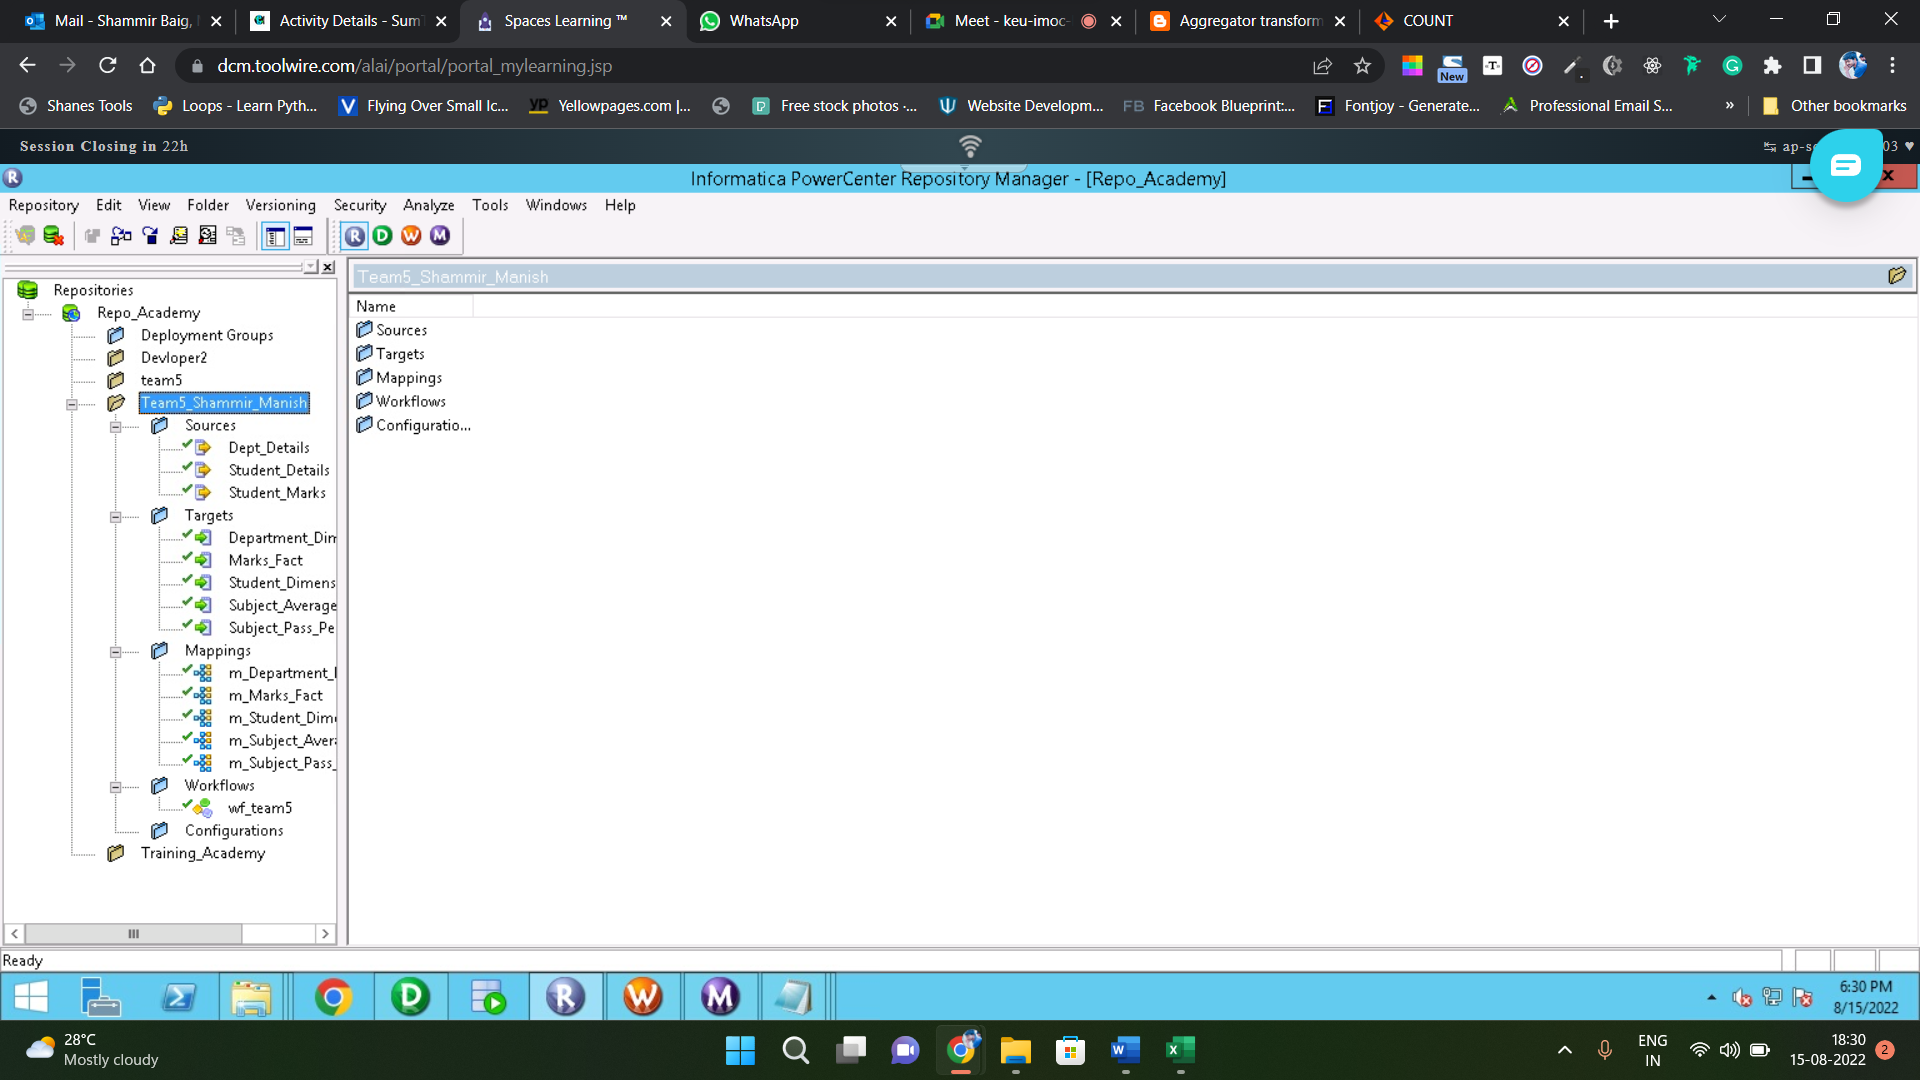 Mail - Shammir Baig,
Activity Details - Sum
Spaces Learning ™
WhatsApp
Meet - keu-imoc-
Aggregator transform
COUNT
dcm.toolwire.com/alai/portal/portal_mylearning.jsp
New
Shanes Tools
Loops - Learn Pyth...
Flying Over Small Ic...
Yellowpages.com |...
Free stock photos ·...
Website Developm...
Facebook Blueprint:...
Fontjoy - Generate...
Professional Email S...
»
Other bookmarks
Session Closing in 22h
03 ♥
Informatica PowerCenter Repository Manager - [Repo_Academy]
Repository Edit View Folder Versioning Security Analyze Tools Windows Help
R D W M
Team5_Shammir_Manish
Name
Sources
Targets
Mappings
Workflows
Configuratio...
Repositories
Repo_Academy
Deployment Groups
Devloper2
team5
Team5_Shammir_Manish
Sources
Dept_Details
Student_Details
Student_Marks
Targets
Department_Dim
Marks_Fact
Student_Dimens
Subject_Average
Subject_Pass_Pe
Mappings
m_Department_
m_Marks_Fact
m_Student_Dim
m_Subject_Aver
m_Subject_Pass_
Workflows
wf_team5
Configurations
Training_Academy
Ready
6:30 PM
8/15/2022
28°C
Mostly cloudy
ENG
IN
18:30
15-08-2022
2